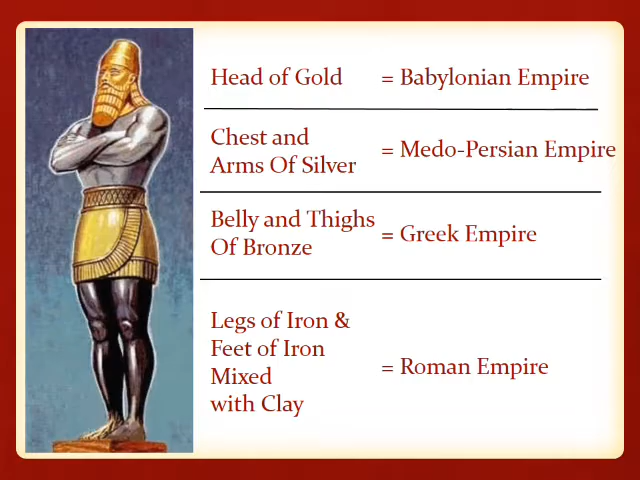 Head of Gold = Babylonian Empire
Chest and
Arms Of Silver = Medo-Persian Empire
Belly and Thighs
Of Bronze = Greek Empire
Legs of Iron &
Feet of Iron
Mixed = Roman Empire
with Clay